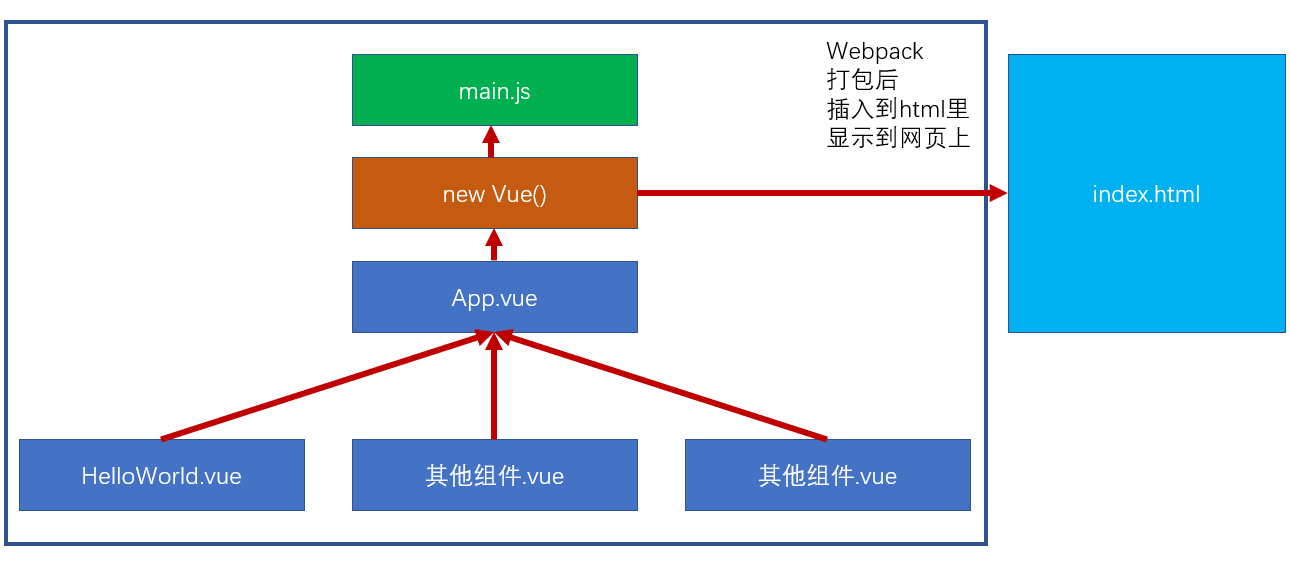 main.js
Webpack
打包后
插入到html里
显示到网页上
new Vue()
index.html
App.vue
HelloWorld.vue
其他组件.vue
其他组件.vue